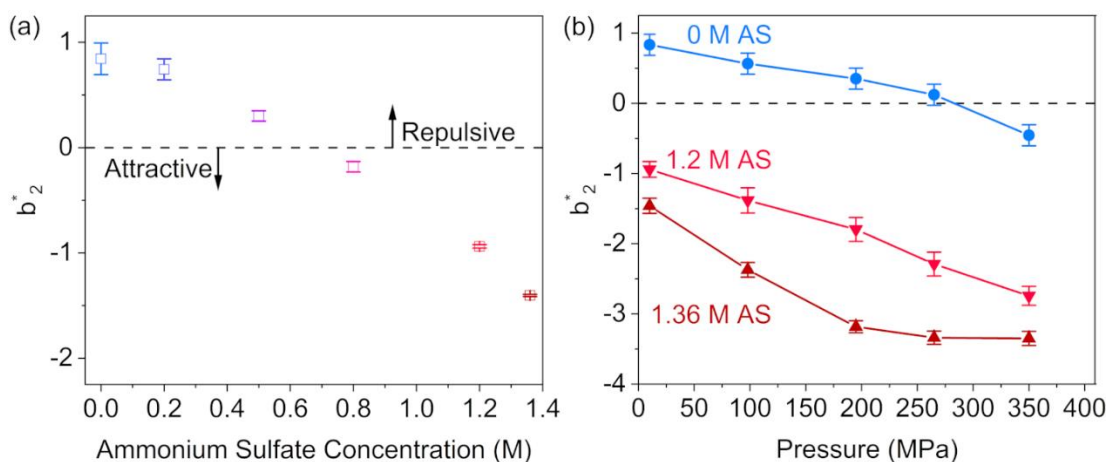 (a)
1
0
-1
-2
b*2
Repulsive
Attractive
0.0 0.2 0.4 0.6 0.8 1.0 1.2 1.4
Ammonium Sulfate Concentration (M)
(b)
1
0
-1
-2
-3
-4
b*2
0 M AS
1.2 M AS
1.36 M AS
0 50 100 150 200 250 300 350 400
Pressure (MPa)